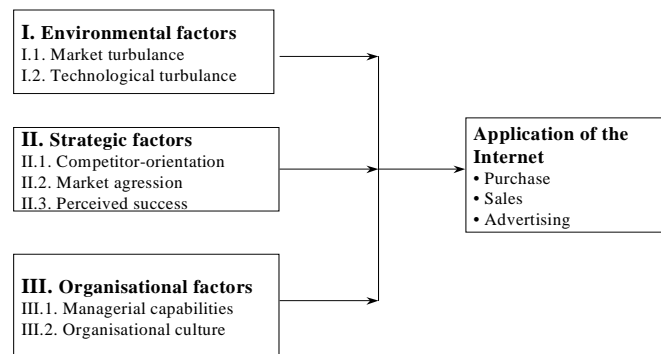 I. Environmental factors
I.1. Market turbulance
I.2. Technological turbulance
II. Strategic factors
II.1. Competitor-orientation
II.2. Market agression
II.3. Perceived success
III. Organisational factors
III.1. Managerial capabilities
III.2. Organisational culture
Application of the
Internet
• Purchase
• Sales
• Advertising